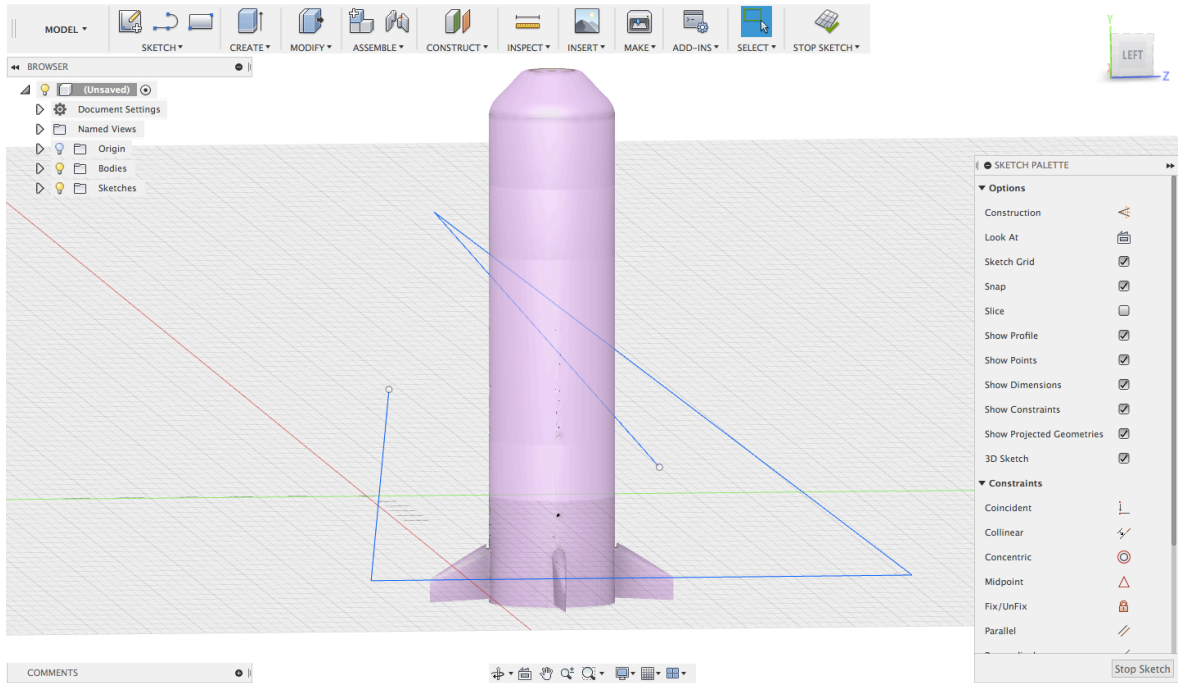 MODEL
SKETCH
CREATE
MODIFY
ASSEMBLE
CONSTRUCT
INSPECT
INSERT
MAKE
ADD-INS
SELECT
STOP SKETCH
Y
LEFT
Z
BROWSER
(Unsaved)
Document Settings
Named Views
Origin
Bodies
Sketches
SKETCH PALETTE
Options
Construction
Look At
Sketch Grid
Snap
Slice
Show Profile
Show Points
Show Dimensions
Show Constraints
Show Projected Geometries
3D Sketch
Constraints
Coincident
Collinear
Concentric
Midpoint
Fix/UnFix
Parallel
Stop Sketch
COMMENTS